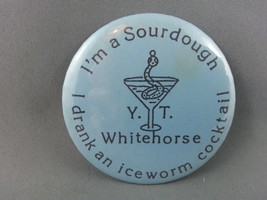 I'm a Sourdough
Y. T.
Whitehorse
I drank an iceworm cocktail